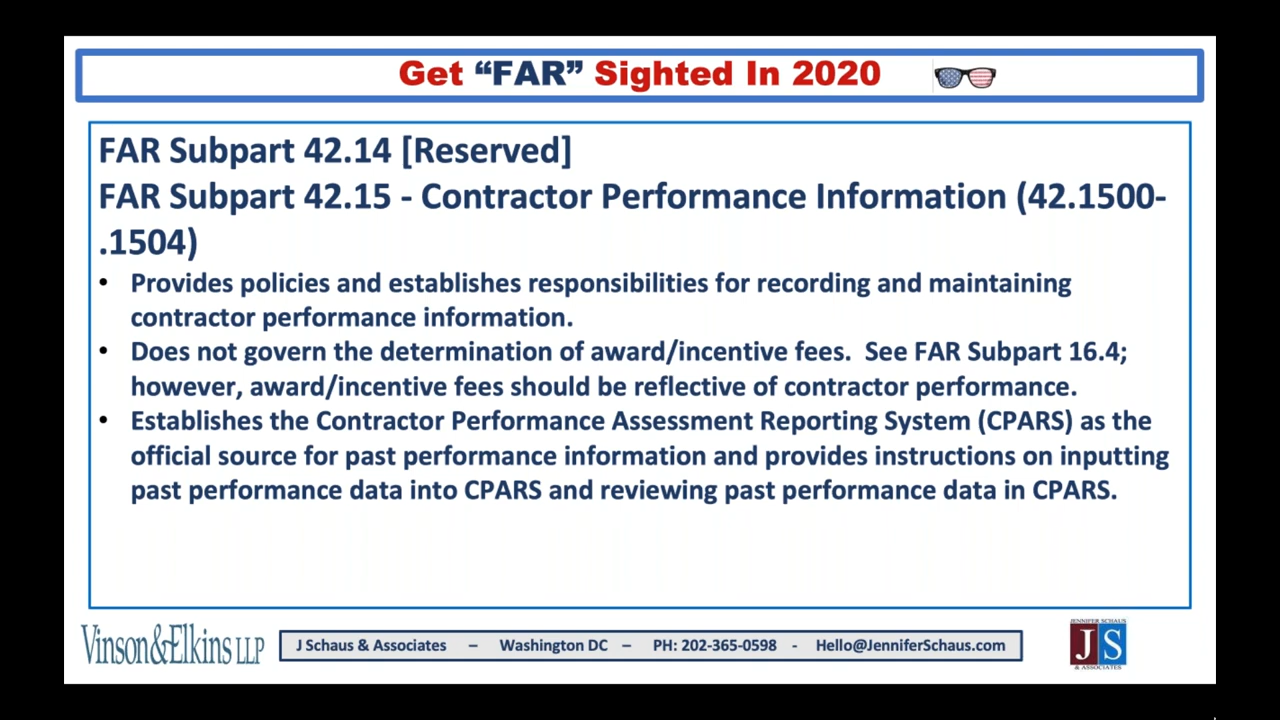 Get “FAR” Sighted In 2020
FAR Subpart 42.14 [Reserved]
FAR Subpart 42.15 - Contractor Performance Information (42.1500-
.1504)
• Provides policies and establishes responsibilities for recording and maintaining
contractor performance information.
• Does not govern the determination of award/incentive fees.  See FAR Subpart 16.4;
however, award/incentive fees should be reflective of contractor performance.
• Establishes the Contractor Performance Assessment Reporting System (CPARS) as the
official source for past performance information and provides instructions on inputting
past performance data into CPARS and reviewing past performance data in CPARS.
Vinson&Elkins LLP
J Schaus & Associates – Washington DC – PH: 202-365-0598 - Hello@JenniferSchaus.com
JENNIFER SCHAUS
JS
& ASSOCIATES